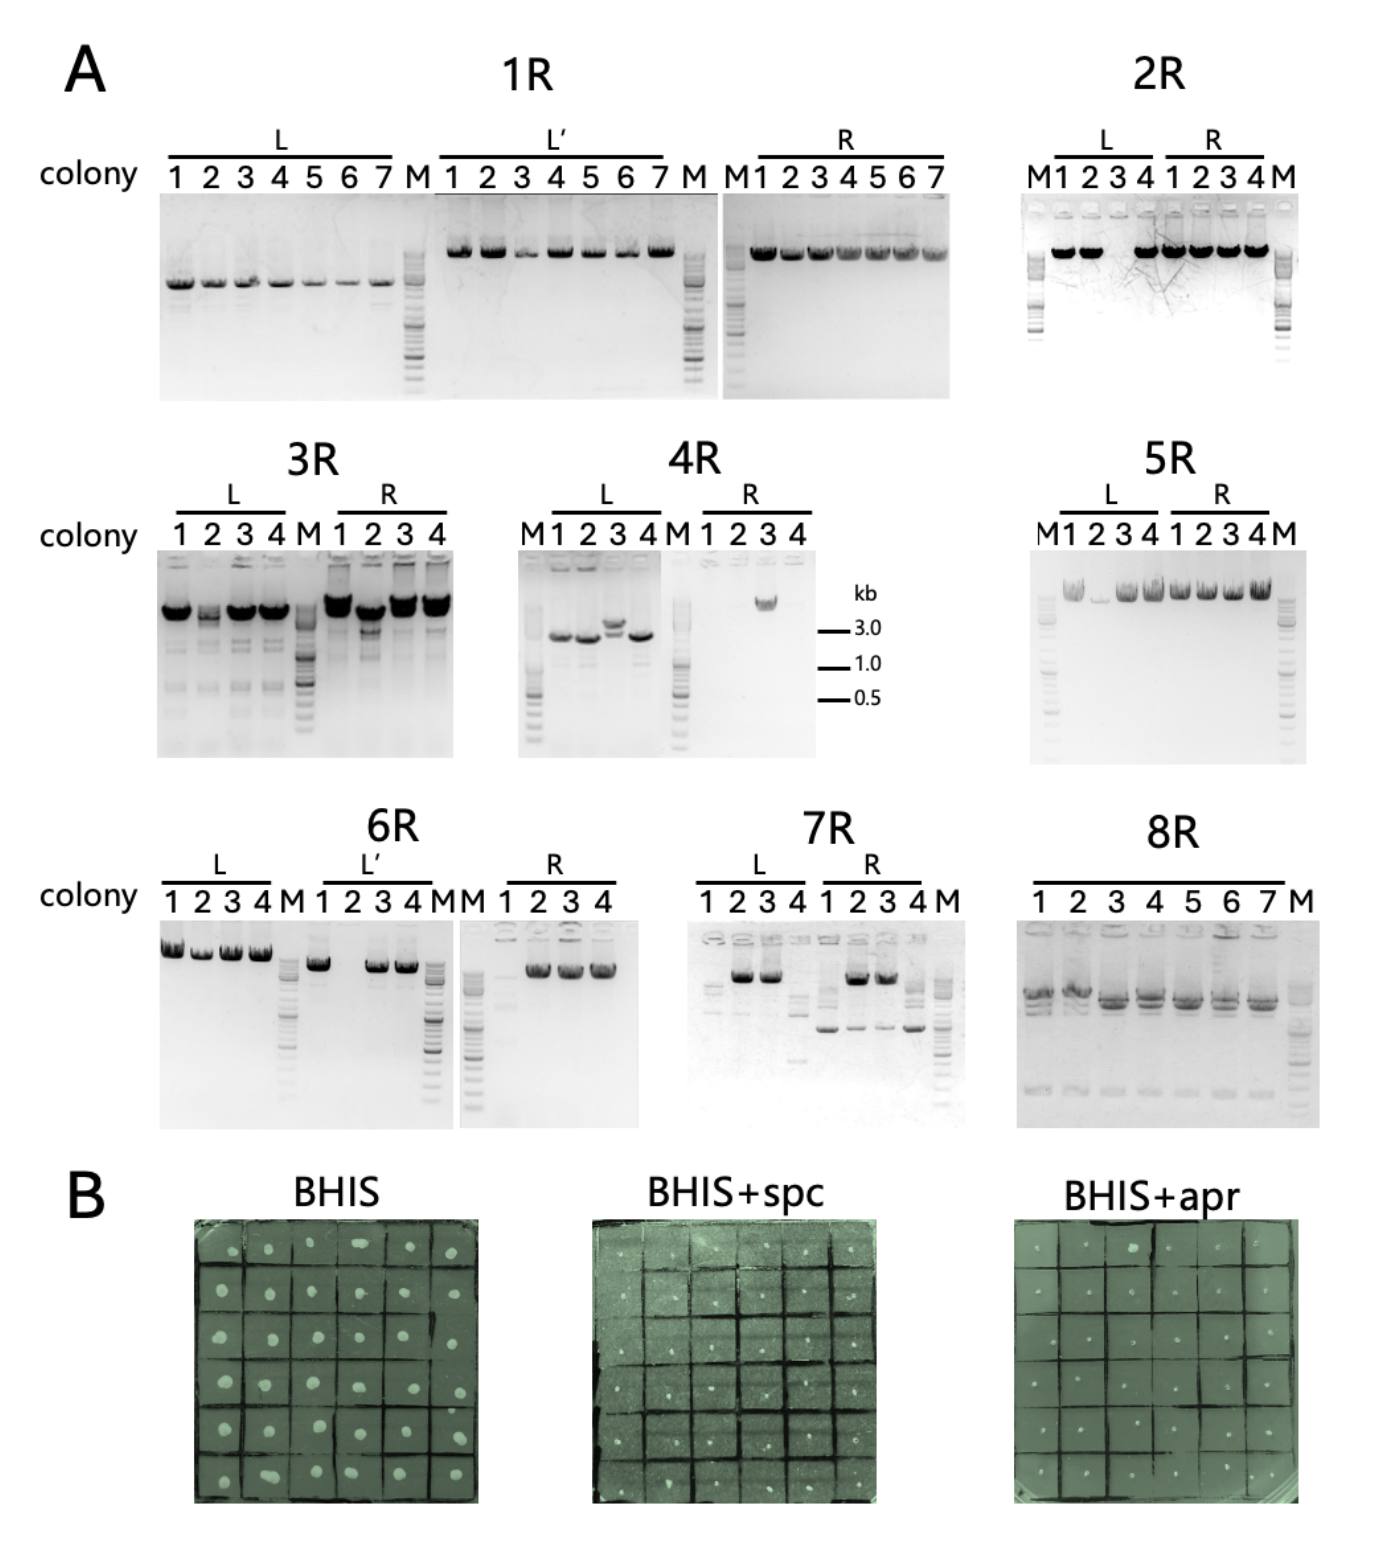 A
1R 2R
L L′ R L R
colony 1 2 3 4 5 6 7 M 1 2 3 4 5 6 7 M M 1 2 3 4 5 6 7 M 1 2 3 4 1 2 3 4 M
3R 4R 5R
L R L R L R
colony 1 2 3 4 M 1 2 3 4 M 1 2 3 4 M 1 2 3 4 M 1 2 3 4 1 2 3 4 M
kb
3.0
1.0
0.5
6R 7R 8R
L L′ R L R
colony 1 2 3 4 M 1 2 3 4 M M 1 2 3 4 1 2 3 4 1 2 3 4 M 1 2 3 4 5 6 7 M
B BHIS BHIS+spc BHIS+apr